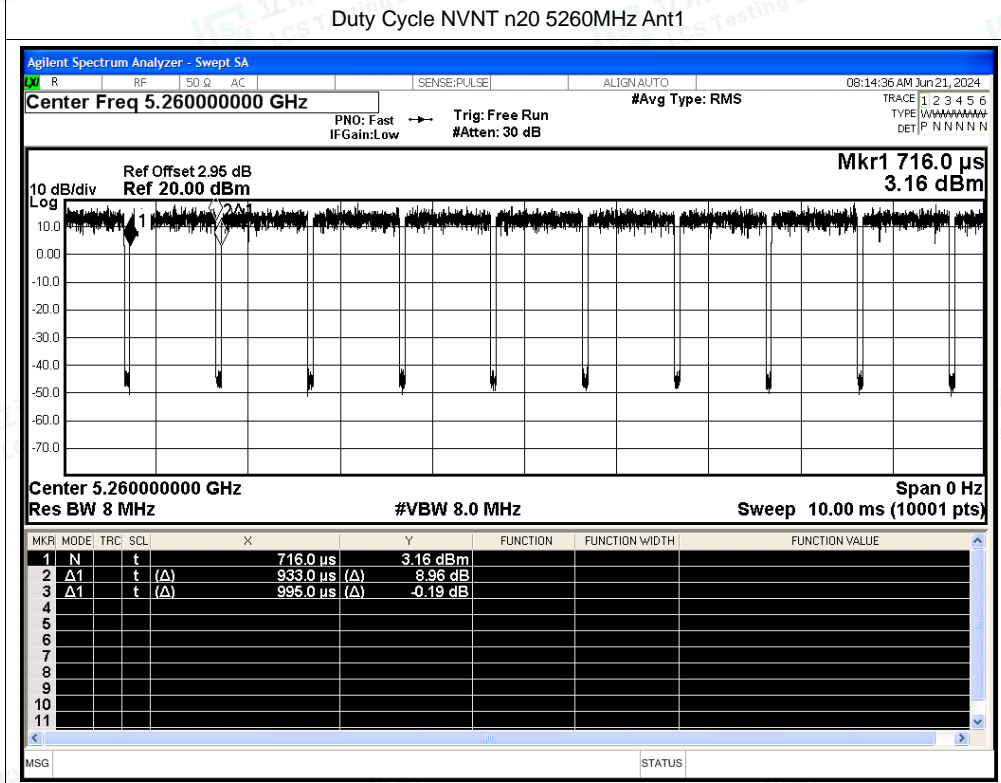 Duty Cycle NVNT n20 5260MHz Ant1
Agilent Spectrum Analyzer - Swept SA
LXI R RF 50 Ω AC SENSE:PULSE ALIGN AUTO 08:14:36 AM Jun 21, 2024
Center Freq 5.260000000 GHz #Avg Type: RMS TRACE 1 2 3 4 5 6
PNO: Fast Trig: Free Run TYPE WWWWWW
IFGain:Low #Atten: 30 dB DET P N N N N N
Mkr1 716.0 µs
Ref Offset 2.95 dB
10 dB/div Ref 20.00 dBm 3.16 dBm
Log
1 2Δ1
10.0
0.00
-10.0
-20.0
-30.0
-40.0
-50.0
-60.0
-70.0
Center 5.260000000 GHz Span 0 Hz
Res BW 8 MHz #VBW 8.0 MHz Sweep 10.00 ms (10001 pts)
MKR MODE TRC SCL X Y FUNCTION FUNCTION WIDTH FUNCTION VALUE
1 N t 716.0 µs 3.16 dBm
2 Δ1 t (Δ) 933.0 µs (Δ) 8.96 dB
3 Δ1 t (Δ) 995.0 µs (Δ) -0.19 dB
4
5
6
7
8
9
10
11
MSG STATUS